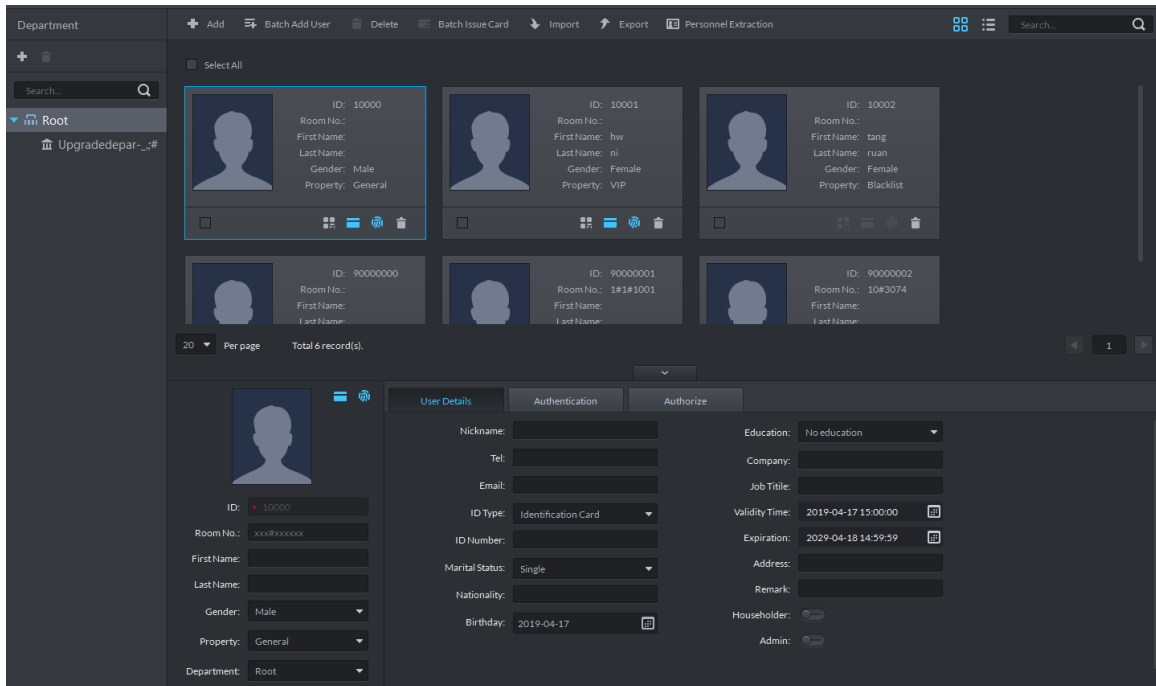 Department
Add Batch Add User Delete Batch Issue Card Import Export Personnel Extraction Search...
Search...
Root
Upgradedepar-_.;#
Select All
ID: 10000
Room No.:
First Name:
Last Name:
Gender: Male
Property: General
ID: 10001
Room No.:
First Name: hw
Last Name: ni
Gender: Female
Property: VIP
ID: 10002
Room No.:
First Name: tang
Last Name: ruan
Gender: Female
Property: Blacklist
ID: 90000000
Room No.:
First Name:
Last Name:
ID: 90000001
Room No.: 1#1#1001
First Name:
Last Name:
ID: 90000002
Room No.: 10#3074
First Name:
Last Name:
20 Per page Total 6 record(s). 1
ID: • 10000
Room No.: xxx#xxxxxx
First Name:
Last Name:
Gender: Male
Property: General
Department: Root
User Details Authentication Authorize
Nickname:
Tel:
Email:
ID Type: Identification Card
ID Number:
Marital Status: Single
Nationality:
Birthday: 2019-04-17
Education: No education
Company:
Job Titile:
Validity Time: 2019-04-17 15:00:00
Expiration: 2029-04-18 14:59:59
Address:
Remark:
Householder:
Admin: